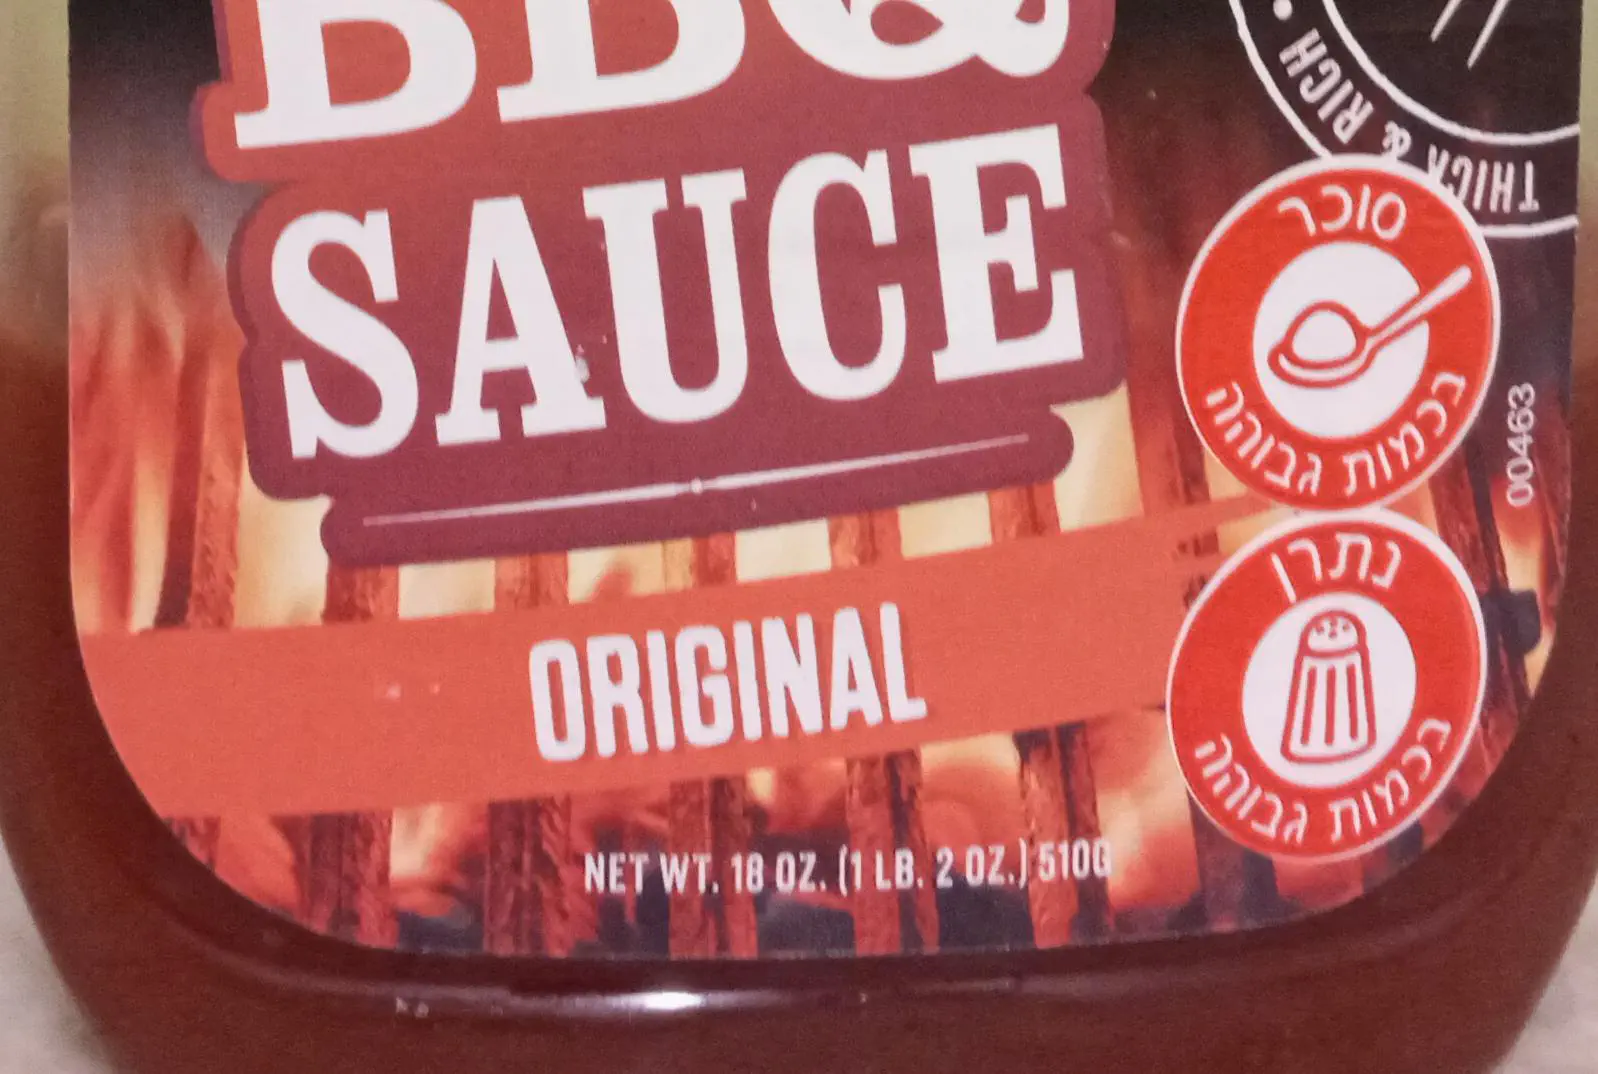 BBQ
SAUCE
THICK & RICH •
סוכר
בכמות גבוהה
00463
נתרן
בכמות גבוהה
ORIGINAL
NET WT. 18 OZ. (1 LB. 2 OZ.) 510G